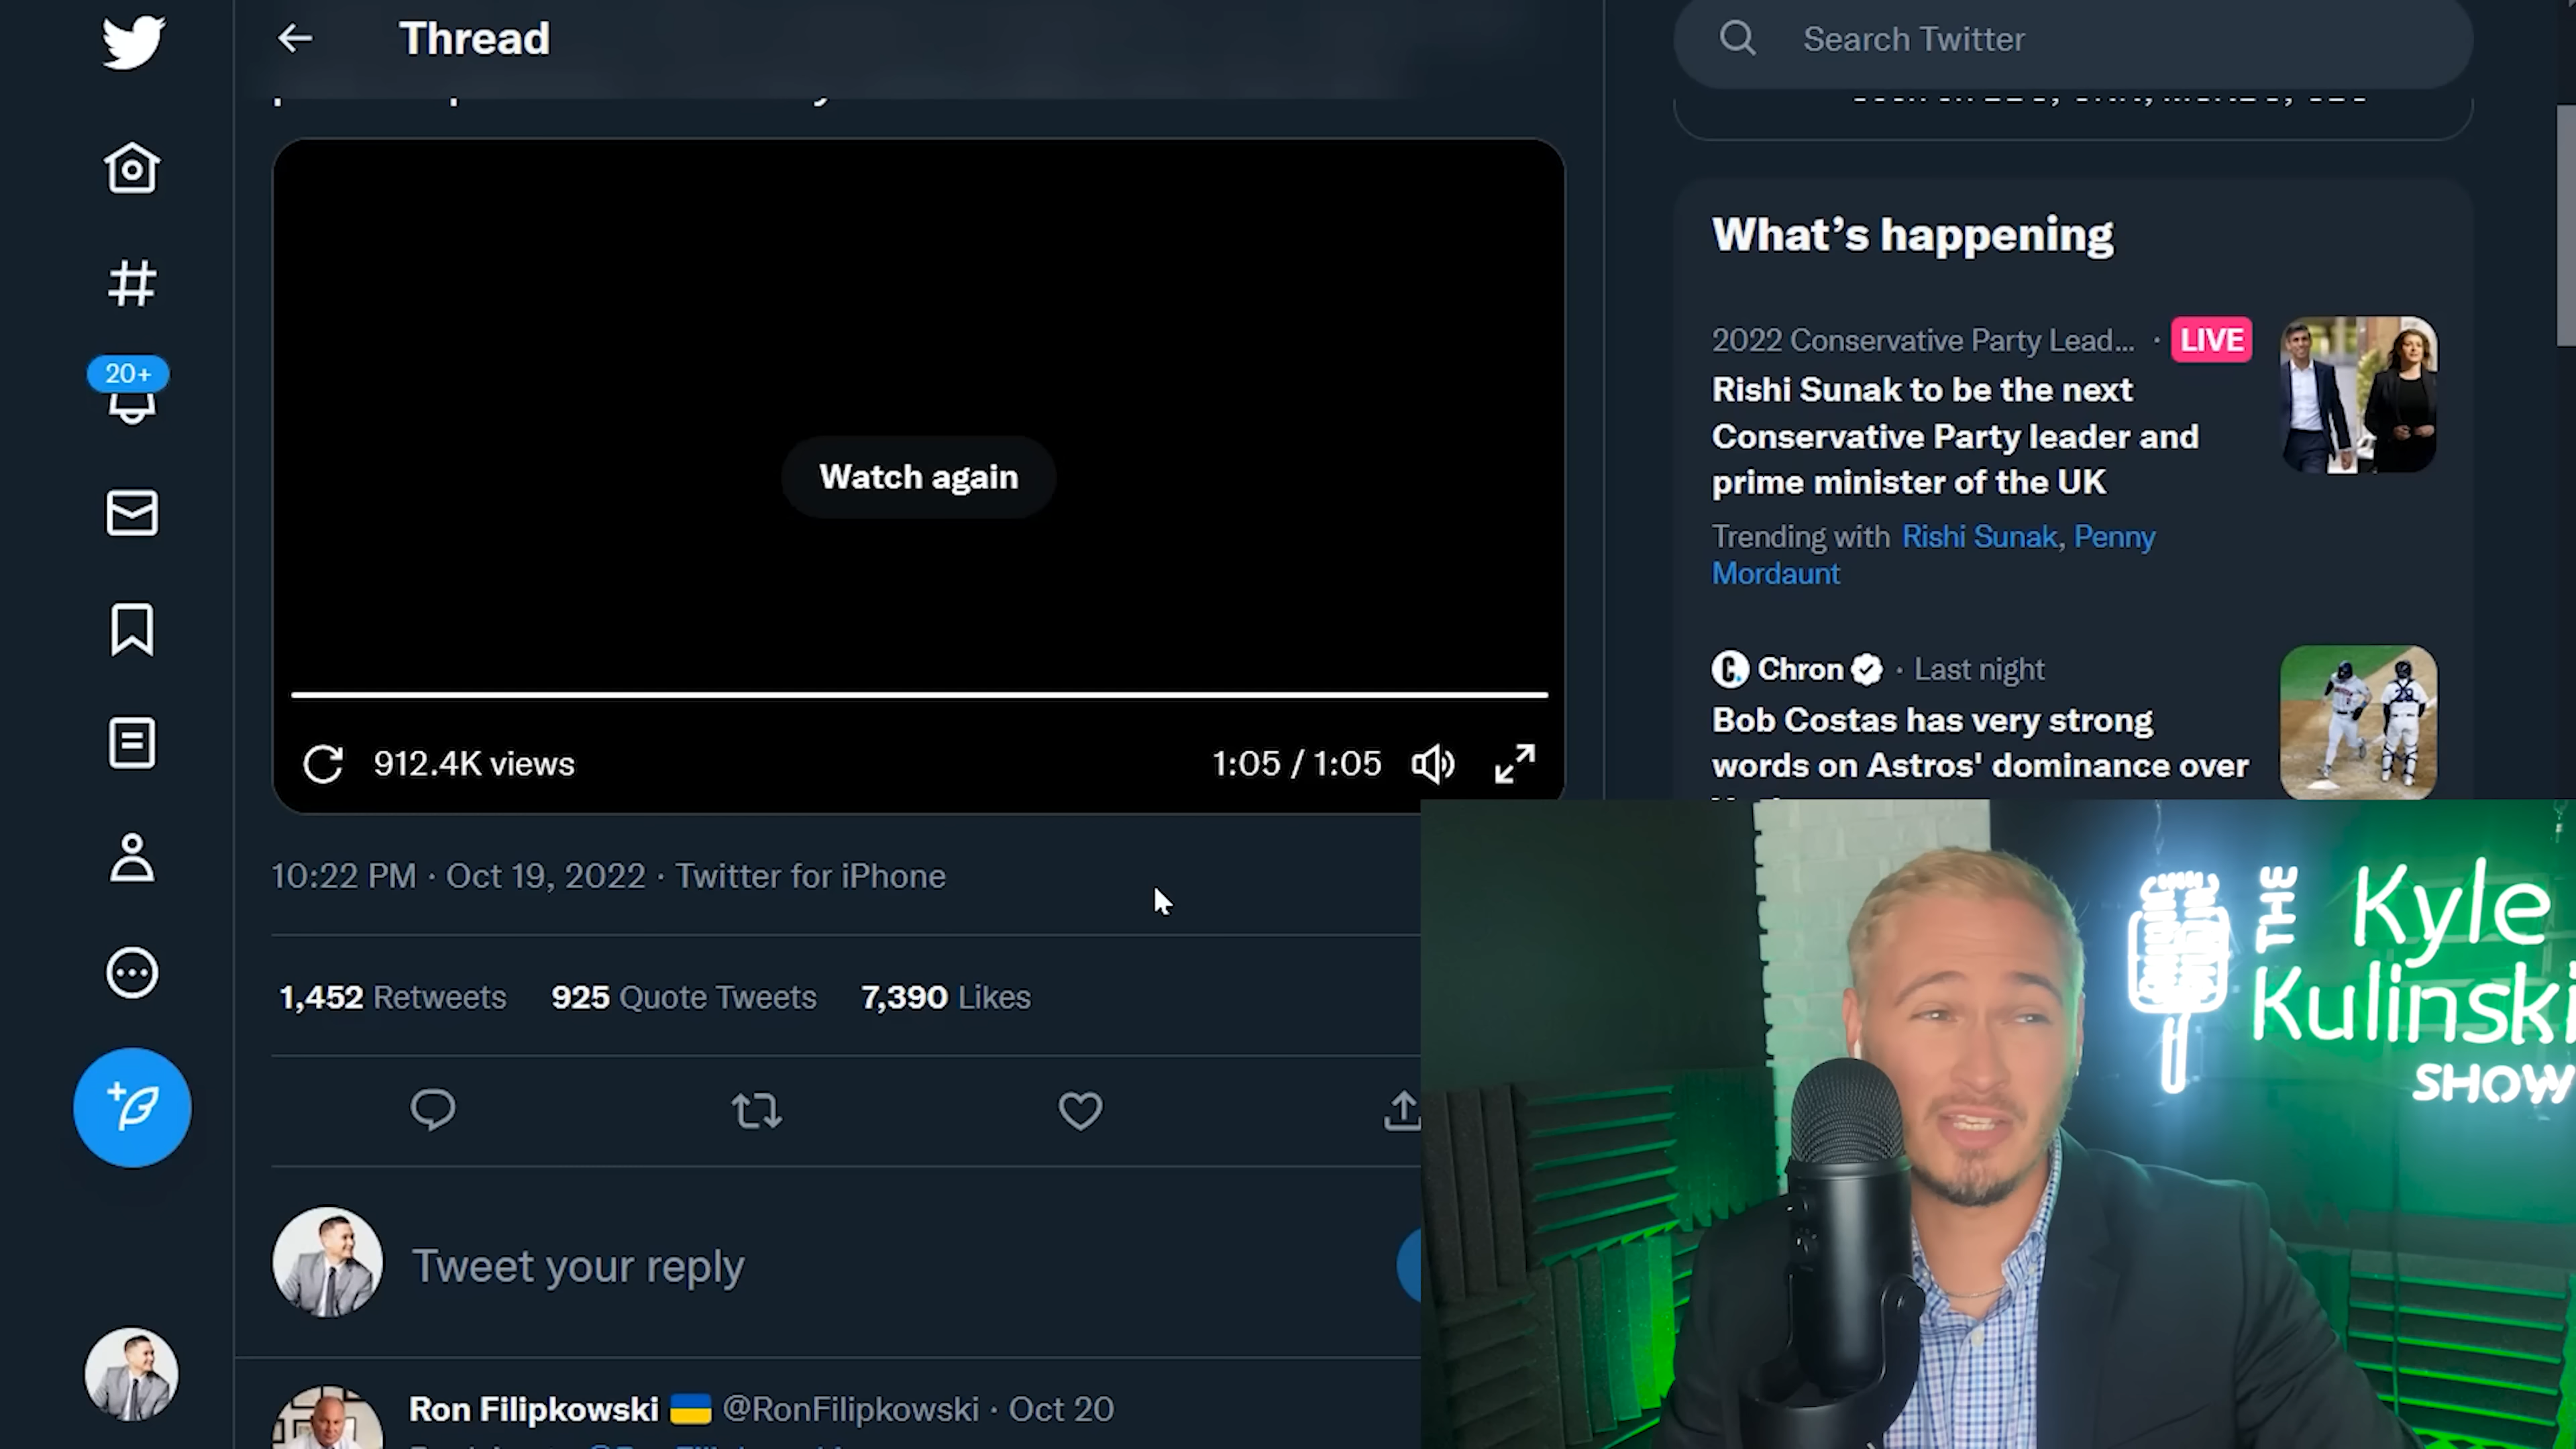 Thread
Search Twitter
What's happening
2022 Conservative Party Lead... · LIVE
Rishi Sunak to be the next
Conservative Party leader and
prime minister of the UK
Trending with Rishi Sunak, Penny
Mordaunt
20+
Watch again
Chron · Last night
Bob Costas has very strong
words on Astros' dominance over
912.4K views
1:05 / 1:05
10:22 PM · Oct 19, 2022 · Twitter for iPhone
1,452 Retweets 925 Quote Tweets 7,390 Likes
THE
Kyle
Kulinski
SHOW
Tweet your reply
Ron Filipkowski @RonFilipkowski · Oct 20